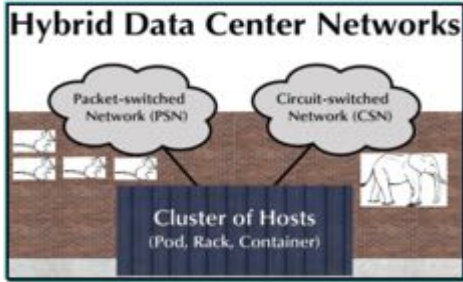 Hybrid Data Center Networks
Packet-switched
Network (PSN)
Circuit-switched
Network (CSN)
Cluster of Hosts
(Pod, Rack, Container)